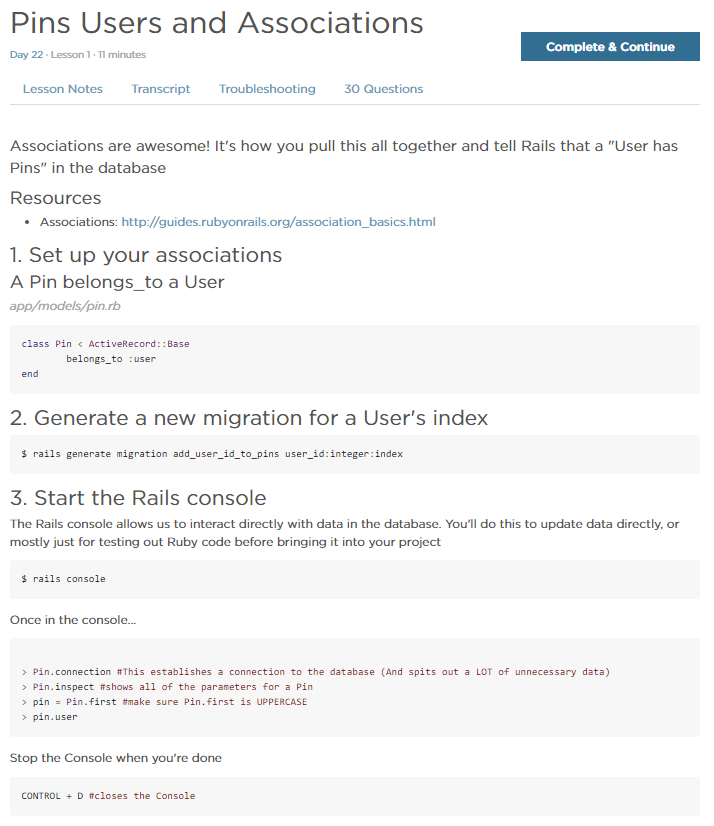 Pins Users and Associations
Complete & Continue
Day 22 · Lesson 1 · 11 minutes
Lesson Notes Transcript Troubleshooting 30 Questions
Associations are awesome! It's how you pull this all together and tell Rails that a "User has
Pins" in the database
Resources
• Associations: http://guides.rubyonrails.org/association_basics.html
1. Set up your associations
A Pin belongs_to a User
app/models/pin.rb
class Pin < ActiveRecord::Base
belongs_to :user
end
2. Generate a new migration for a User's index
$ rails generate migration add_user_id_to_pins user_id:integer:index
3. Start the Rails console
The Rails console allows us to interact directly with data in the database. You'll do this to update data directly, or
mostly just for testing out Ruby code before bringing it into your project
$ rails console
Once in the console...
> Pin.connection #This establishes a connection to the database (And spits out a LOT of unnecessary data)
> Pin.inspect #shows all of the parameters for a Pin
> pin = Pin.first #make sure Pin.first is UPPERCASE
> pin.user
Stop the Console when you're done
CONTROL + D #closes the Console